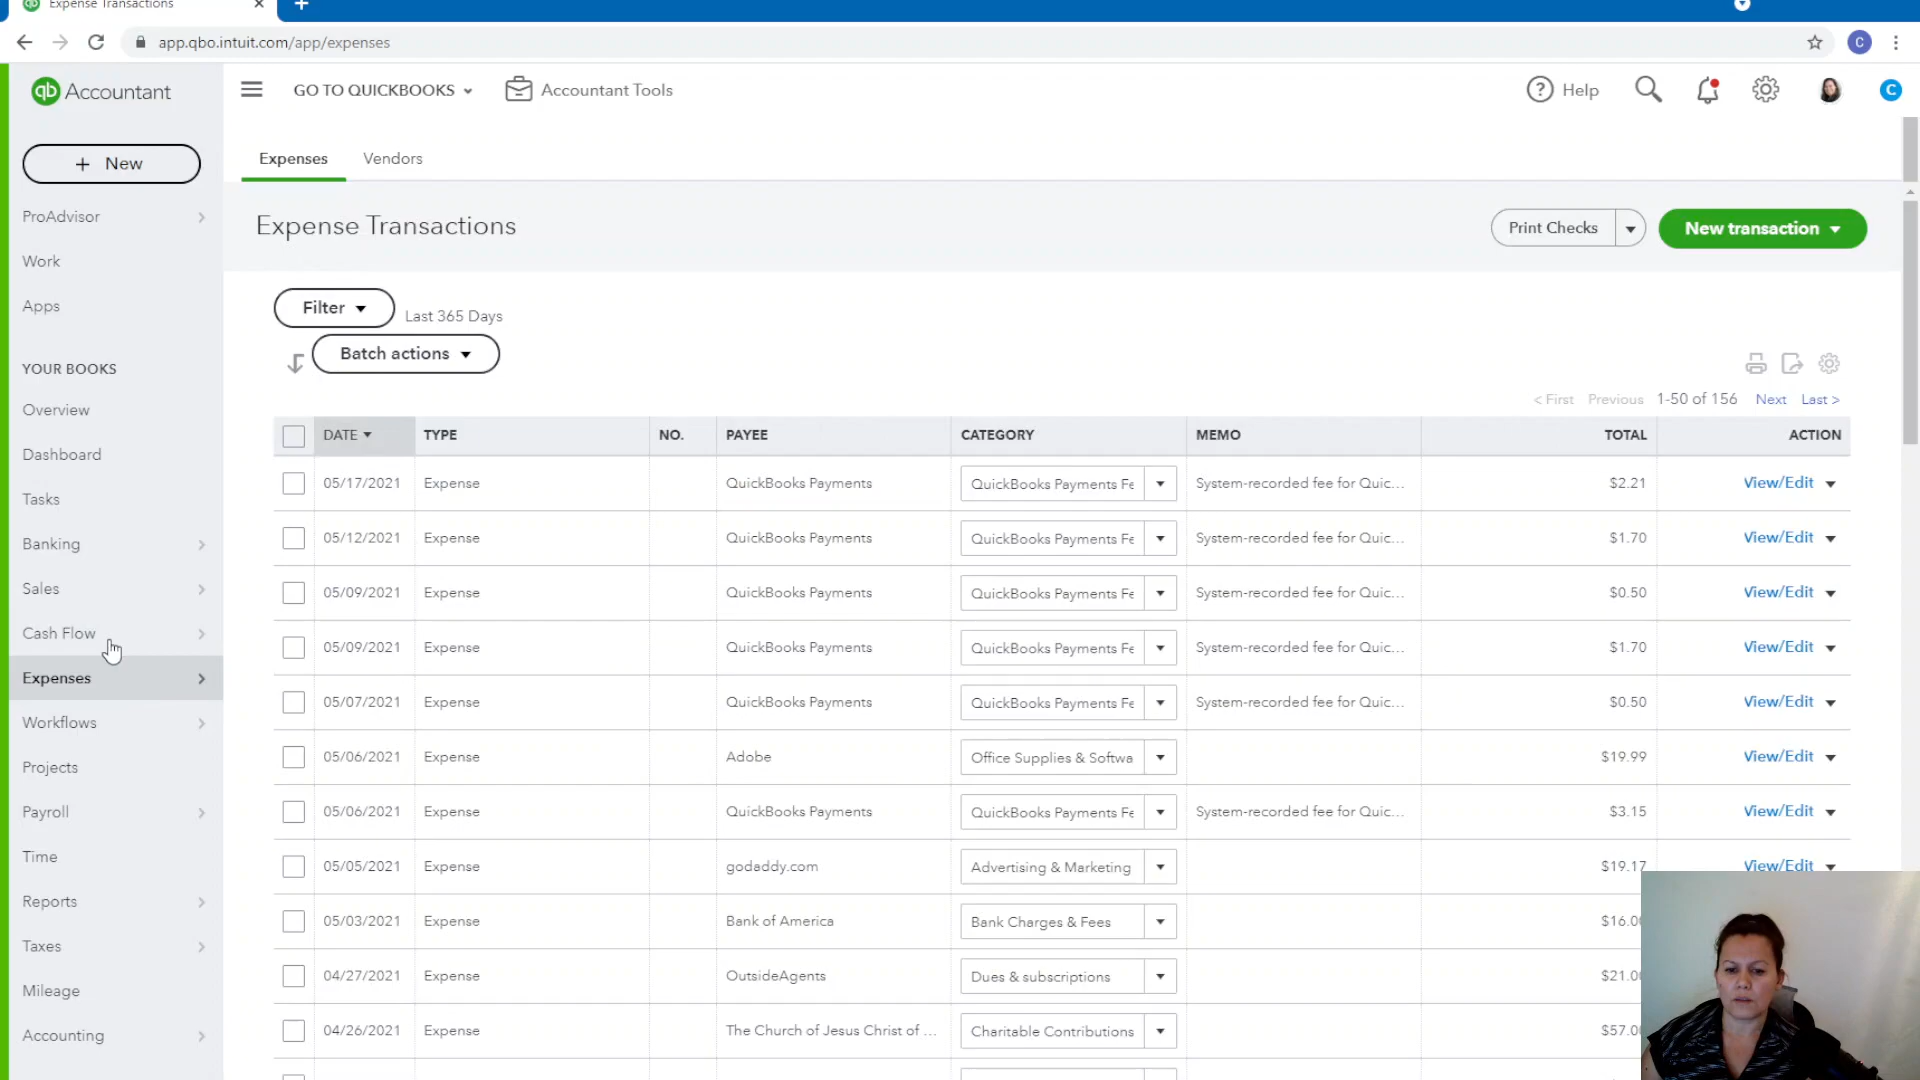 Expense Transactions
app.qbo.intuit.com/app/expenses
C
qb Accountant
GO TO QUICKBOOKS
Accountant Tools
? Help
C
+ New
ProAdvisor
Work
Apps
YOUR BOOKS
Overview
Dashboard
Tasks
Banking
Sales
Cash Flow
Expenses
Workflows
Projects
Payroll
Time
Reports
Taxes
Mileage
Accounting
Expenses Vendors
Expense Transactions
Print Checks
New transaction
Filter
Last 365 Days
Batch actions
< First Previous 1-50 of 156 Next Last >
DATE TYPE NO. PAYEE CATEGORY MEMO TOTAL ACTION
05/17/2021 Expense QuickBooks Payments QuickBooks Payments Fe System-recorded fee for Quic... $2.21 View/Edit
05/12/2021 Expense QuickBooks Payments QuickBooks Payments Fe System-recorded fee for Quic... $1.70 View/Edit
05/09/2021 Expense QuickBooks Payments QuickBooks Payments Fe System-recorded fee for Quic... $0.50 View/Edit
05/09/2021 Expense QuickBooks Payments QuickBooks Payments Fe System-recorded fee for Quic... $1.70 View/Edit
05/07/2021 Expense QuickBooks Payments QuickBooks Payments Fe System-recorded fee for Quic... $0.50 View/Edit
05/06/2021 Expense Adobe Office Supplies & Softwa $19.99 View/Edit
05/06/2021 Expense QuickBooks Payments QuickBooks Payments Fe System-recorded fee for Quic... $3.15 View/Edit
05/05/2021 Expense godaddy.com Advertising & Marketing $19.17 View/Edit
05/03/2021 Expense Bank of America Bank Charges & Fees $16.0
04/27/2021 Expense OutsideAgents Dues & subscriptions $21.0
04/26/2021 Expense The Church of Jesus Christ of ... Charitable Contributions $57.0